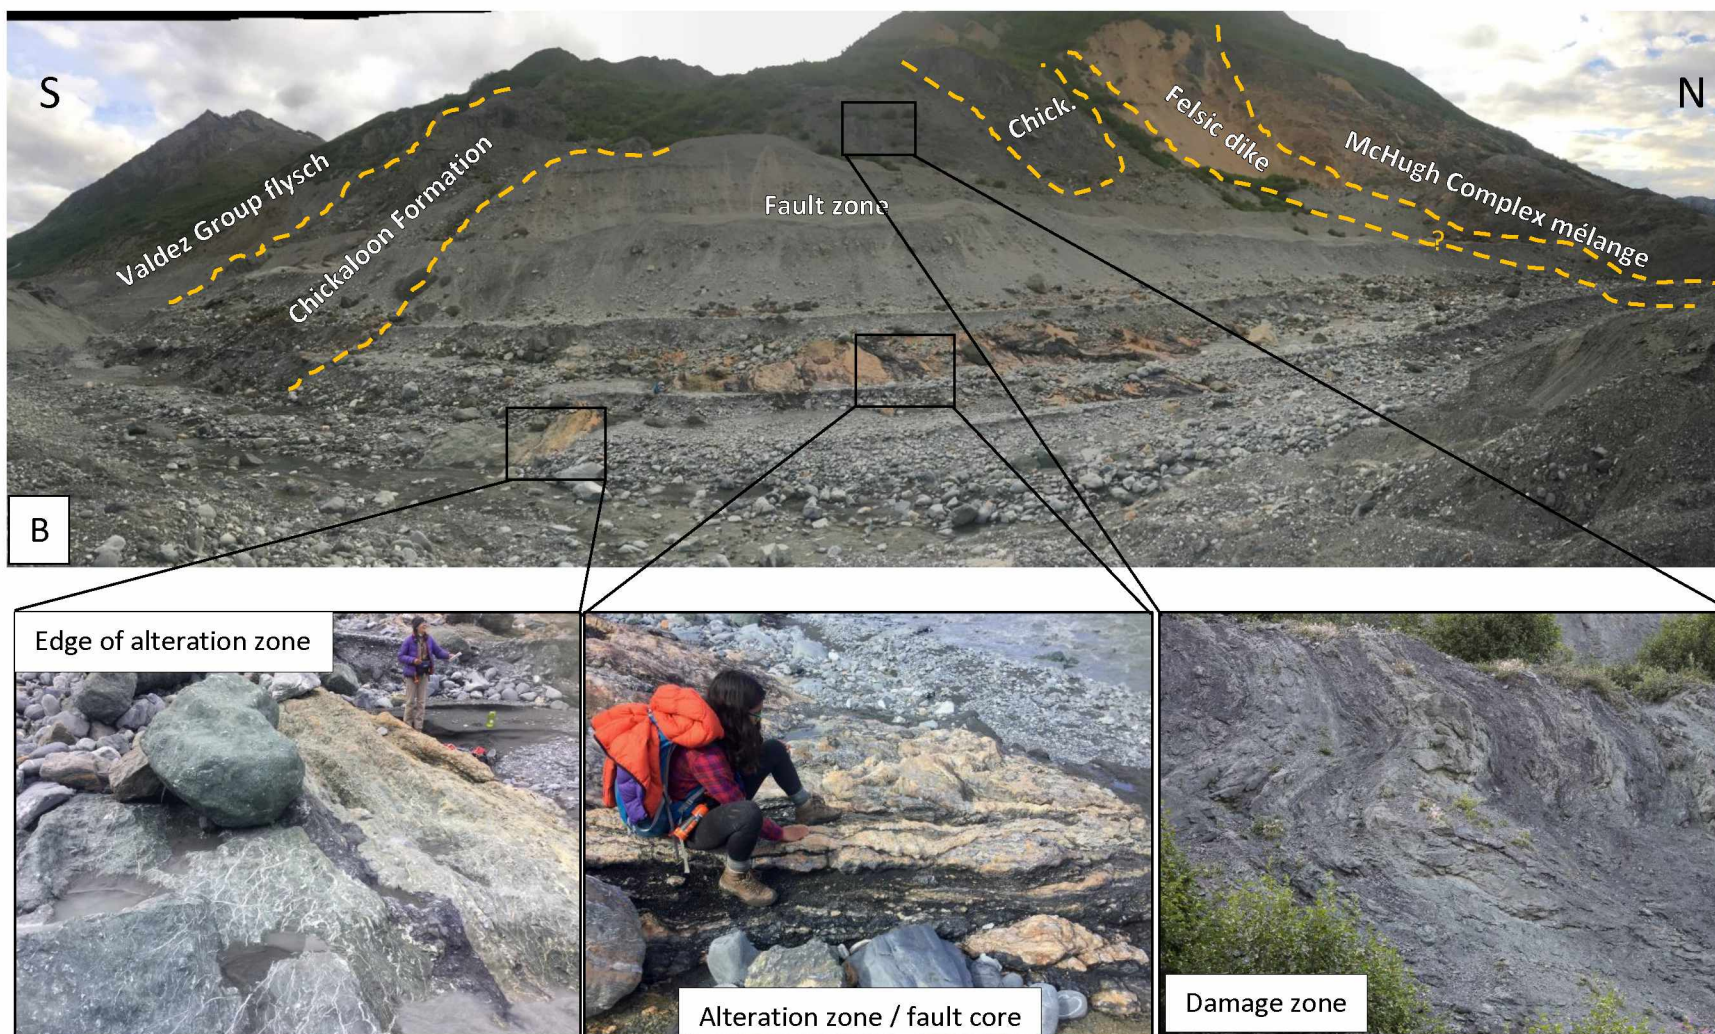 S
N
Valdez Group flysch
Chickaloon Formation
Fault zone
Chick.
Felsic dike
McHugh Complex mélange
?
B
Edge of alteration zone
Alteration zone / fault core
Damage zone